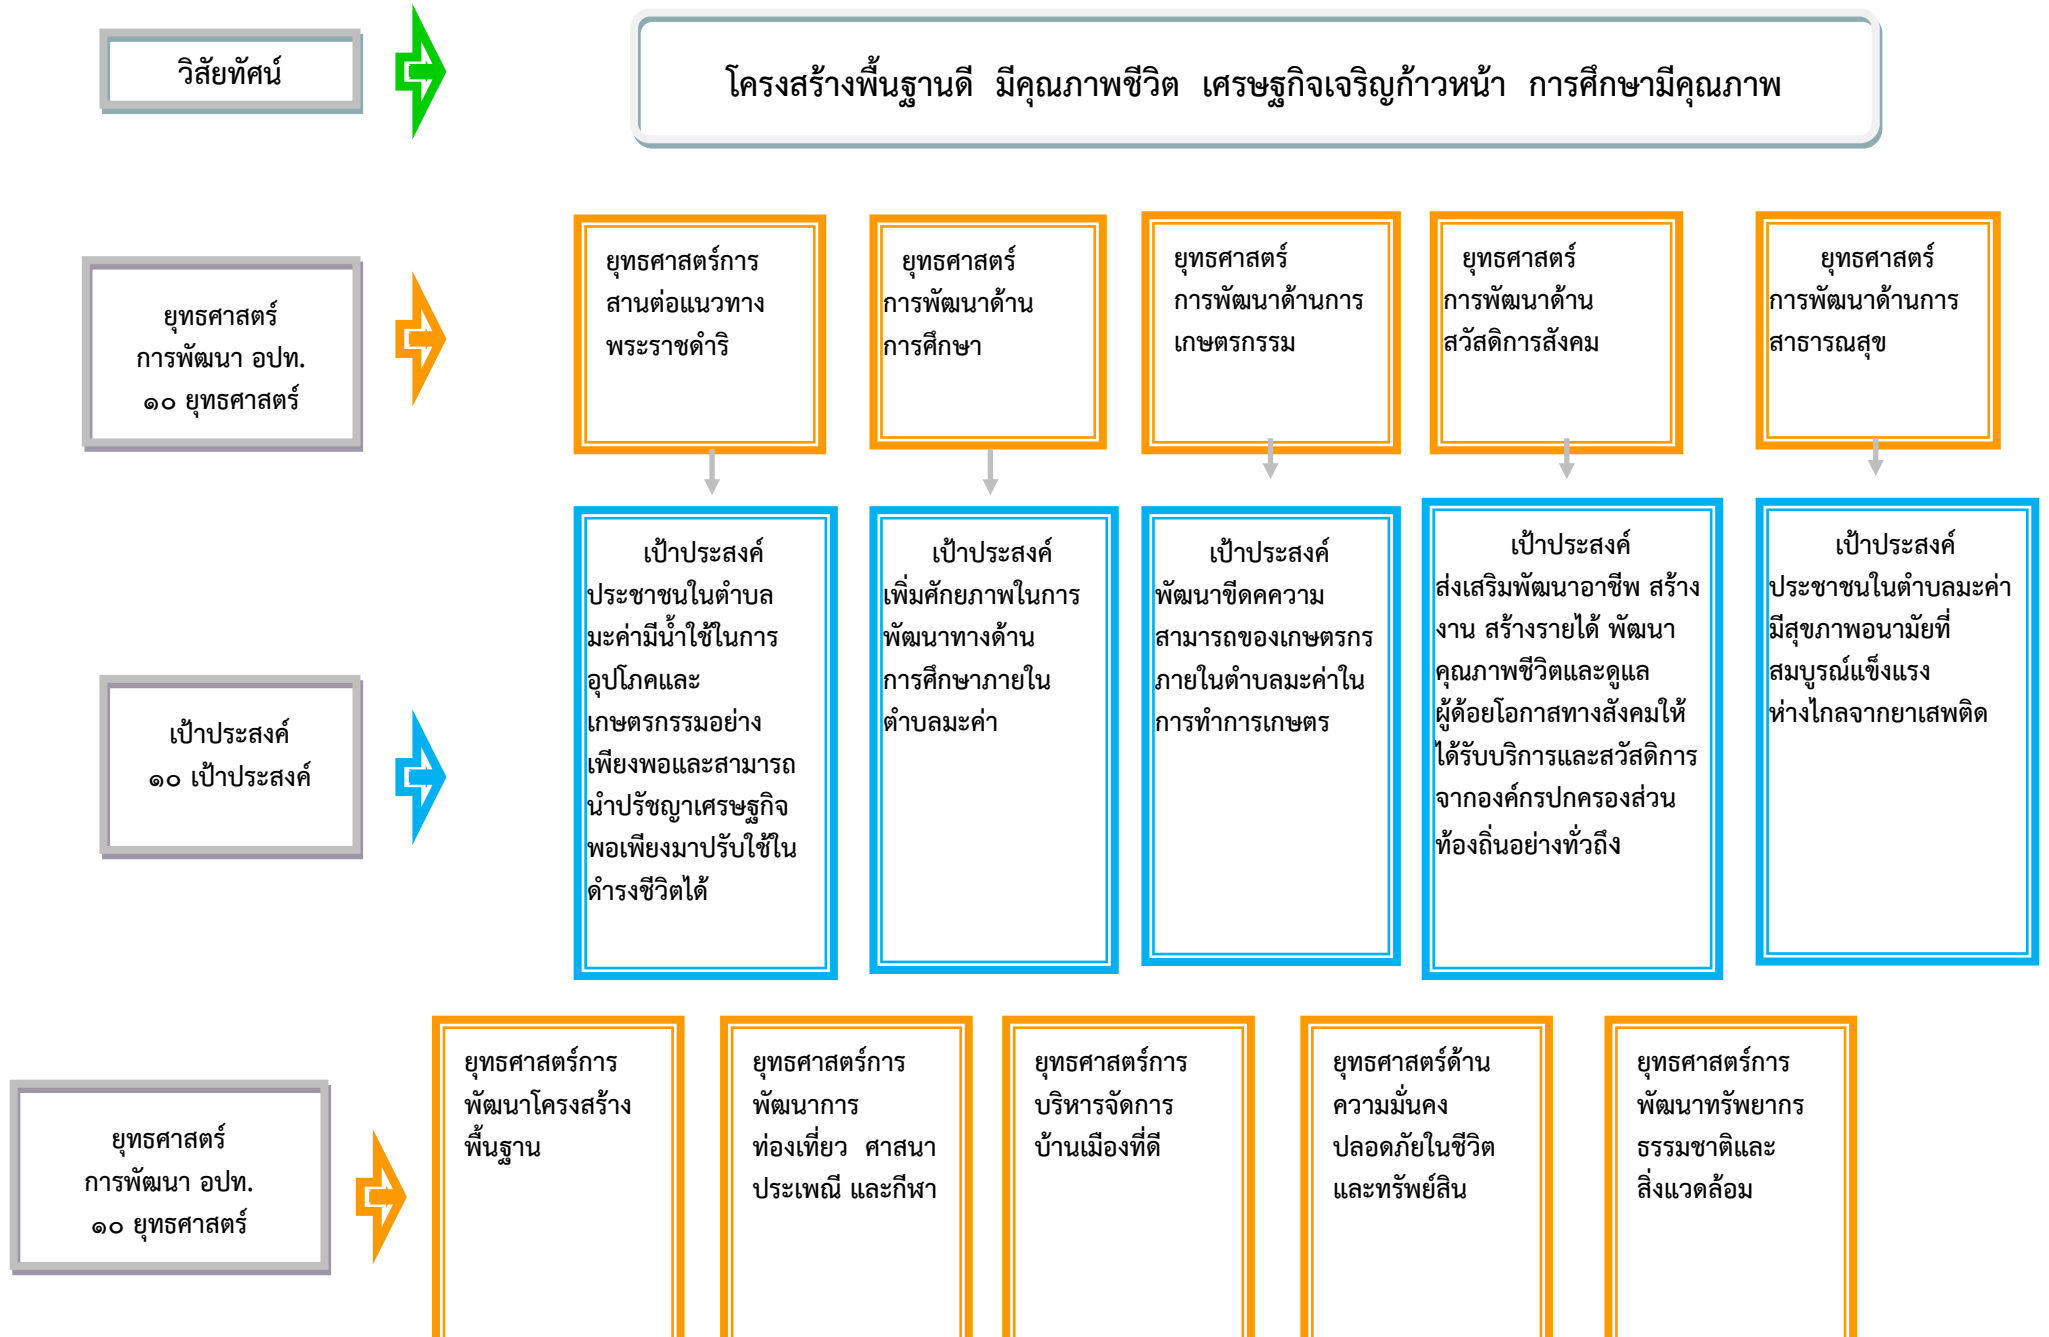 วิสัยทัศน์
โครงสร้างพื้นฐานดี มีคุณภาพชีวิต เศรษฐกิจเจริญก้าวหน้า การศึกษามีคุณภาพ
ยุทธศาสตร์
การพัฒนา อปท.
๑๐ ยุทธศาสตร์
ยุทธศาสตร์การ
สานต่อแนวทาง
พระราชดำริ
ยุทธศาสตร์
การพัฒนาด้าน
การศึกษา
ยุทธศาสตร์
การพัฒนาด้านการ
เกษตรกรรม
ยุทธศาสตร์
การพัฒนาด้าน
สวัสดิการสังคม
ยุทธศาสตร์
การพัฒนาด้านการ
สาธารณสุข
เป้าประสงค์
๑๐ เป้าประสงค์
เป้าประสงค์
ประชาชนในตำบล
มะค่ามีน้ำใช้ในการ
อุปโภคและ
เกษตรกรรมอย่าง
เพียงพอและสามารถ
นำปรัชญาเศรษฐกิจ
พอเพียงมาปรับใช้ใน
ดำรงชีวิตได้
เป้าประสงค์
เพิ่มศักยภาพในการ
พัฒนาทางด้าน
การศึกษาภายใน
ตำบลมะค่า
เป้าประสงค์
พัฒนาขีดคความ
สามารถของเกษตรกร
ภายในตำบลมะค่าใน
การทำการเกษตร
เป้าประสงค์
ส่งเสริมพัฒนาอาชีพ สร้าง
งาน สร้างรายได้ พัฒนา
คุณภาพชีวิตและดูแล
ผู้ด้อยโอกาสทางสังคมให้
ได้รับบริการและสวัสดิการ
จากองค์กรปกครองส่วน
ท้องถิ่นอย่างทั่วถึง
เป้าประสงค์
ประชาชนในตำบลมะค่า
มีสุขภาพอนามัยที่
สมบูรณ์แข็งแรง
ห่างไกลจากยาเสพติด
ยุทธศาสตร์
การพัฒนา อปท.
๑๐ ยุทธศาสตร์
ยุทธศาสตร์การ
พัฒนาโครงสร้าง
พื้นฐาน
ยุทธศาสตร์การ
พัฒนาการ
ท่องเที่ยว ศาสนา
ประเพณี และกีฬา
ยุทธศาสตร์การ
บริหารจัดการ
บ้านเมืองที่ดี
ยุทธศาสตร์ด้าน
ความมั่นคง
ปลอดภัยในชีวิต
และทรัพย์สิน
ยุทธศาสตร์การ
พัฒนาทรัพยากร
ธรรมชาติและ
สิ่งแวดล้อม